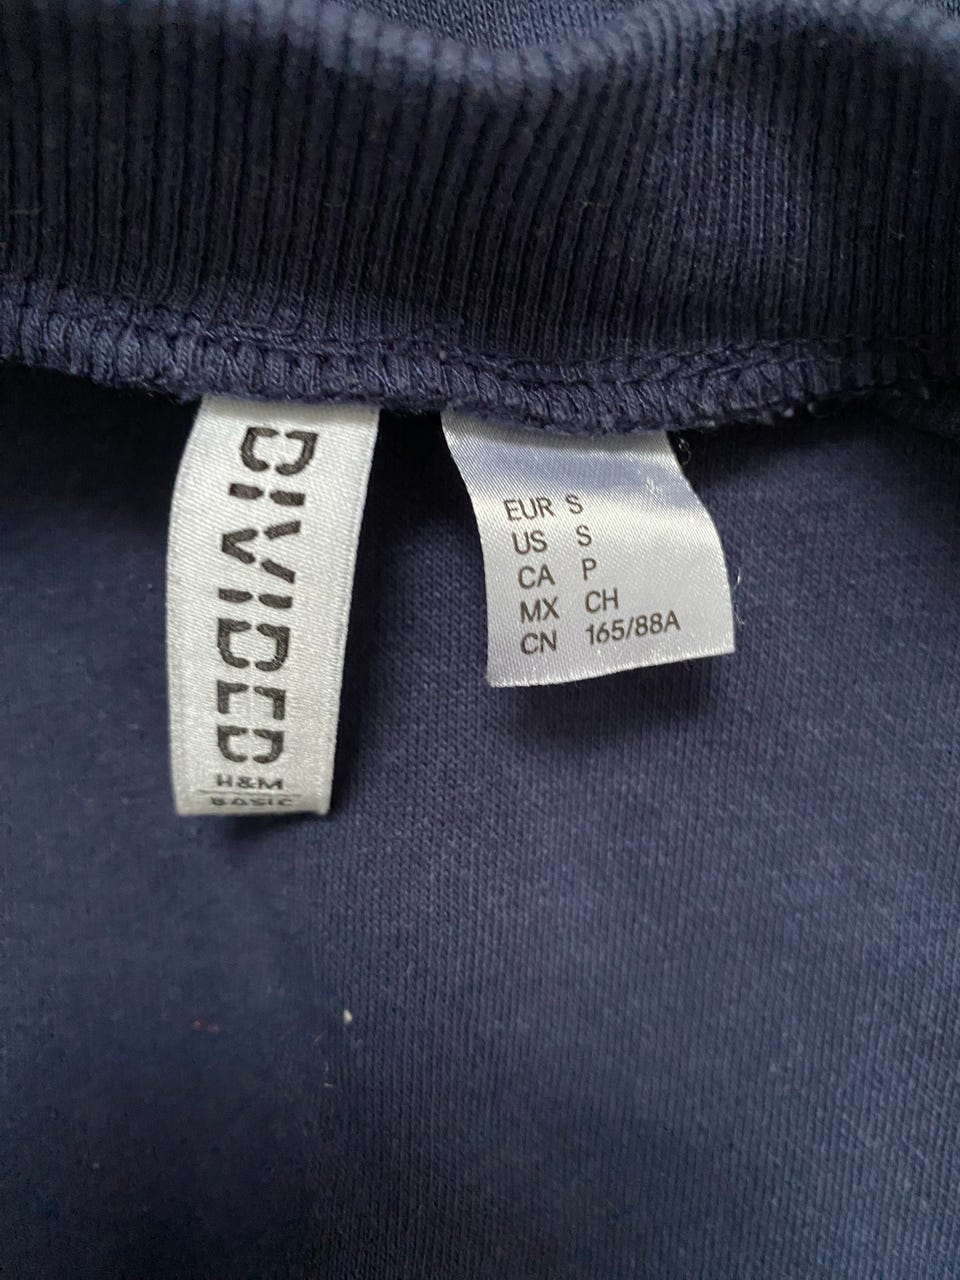 DIVIDED
H&M
BASIC
EUR S
US S
CA P
MX CH
CN 165/88A